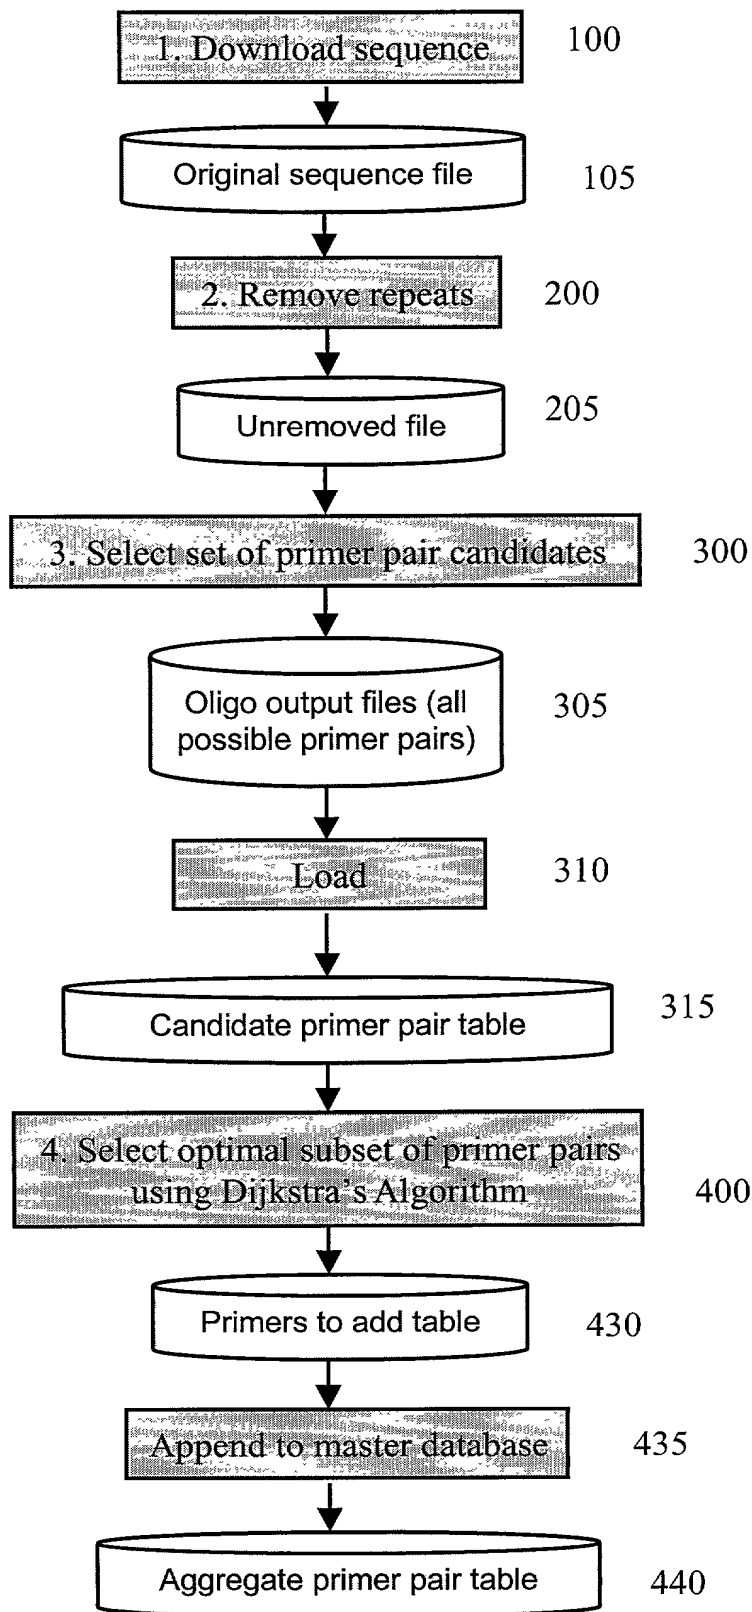 1. Download sequence
100
Original sequence file
105
2. Remove repeats
200
Unremoved file
205
3. Select set of primer pair candidates
300
Oligo output files (all
possible primer pairs)
305
Load
310
Candidate primer pair table
315
4. Select optimal subset of primer pairs
using Dijkstra's Algorithm
400
Primers to add table
430
Append to master database
435
Aggregate primer pair table
440